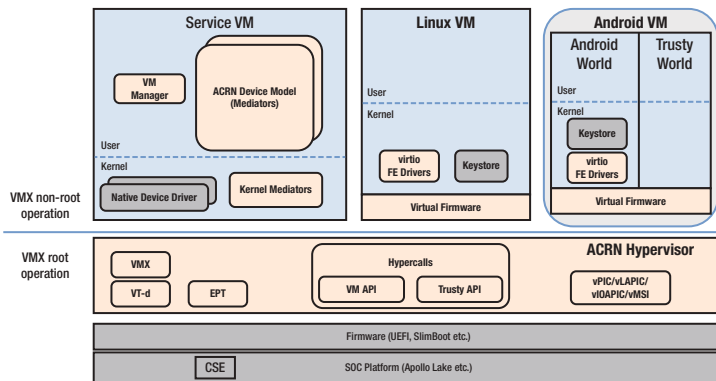 Service VM
VM
Manager
ACRN Device Model
(Mediators)
User
Kernel
Native Device Driver
Kernel Mediators
Linux VM
User
Kernel
virtio
FE Drivers
Keystore
Virtual Firmware
Android VM
Android
World
Trusty
World
User
Kernel
Keystore
virtio
FE Drivers
Virtual Firmware
VMX non-root
operation
VMX root
operation
ACRN Hypervisor
VMX
VT-d
EPT
Hypercalls
VM API
Trusty API
vPIC/vLAPIC/
vIOAPIC/vMSI
Firmware (UEFI, SlimBoot etc.)
CSE
SOC Platform (Apollo Lake etc.)